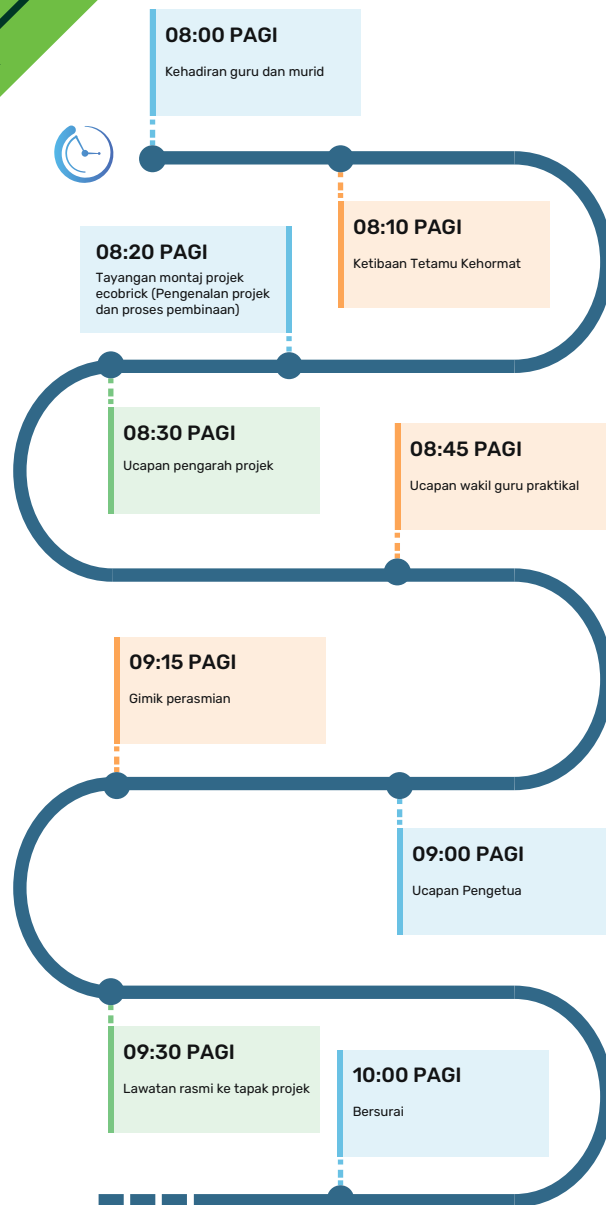 08:00 PAGI
Kehadiran guru dan murid
08:10 PAGI
Ketibaan Tetamu Kehormat
08:20 PAGI
Tayangan montaj projek
ecobrick (Pengenalan projek
dan proses pembinaan)
08:30 PAGI
Ucapan pengarah projek
08:45 PAGI
Ucapan wakil guru praktikal
09:00 PAGI
Ucapan Pengetua
09:15 PAGI
Gimik perasmian
09:30 PAGI
Lawatan rasmi ke tapak projek
10:00 PAGI
Bersurai